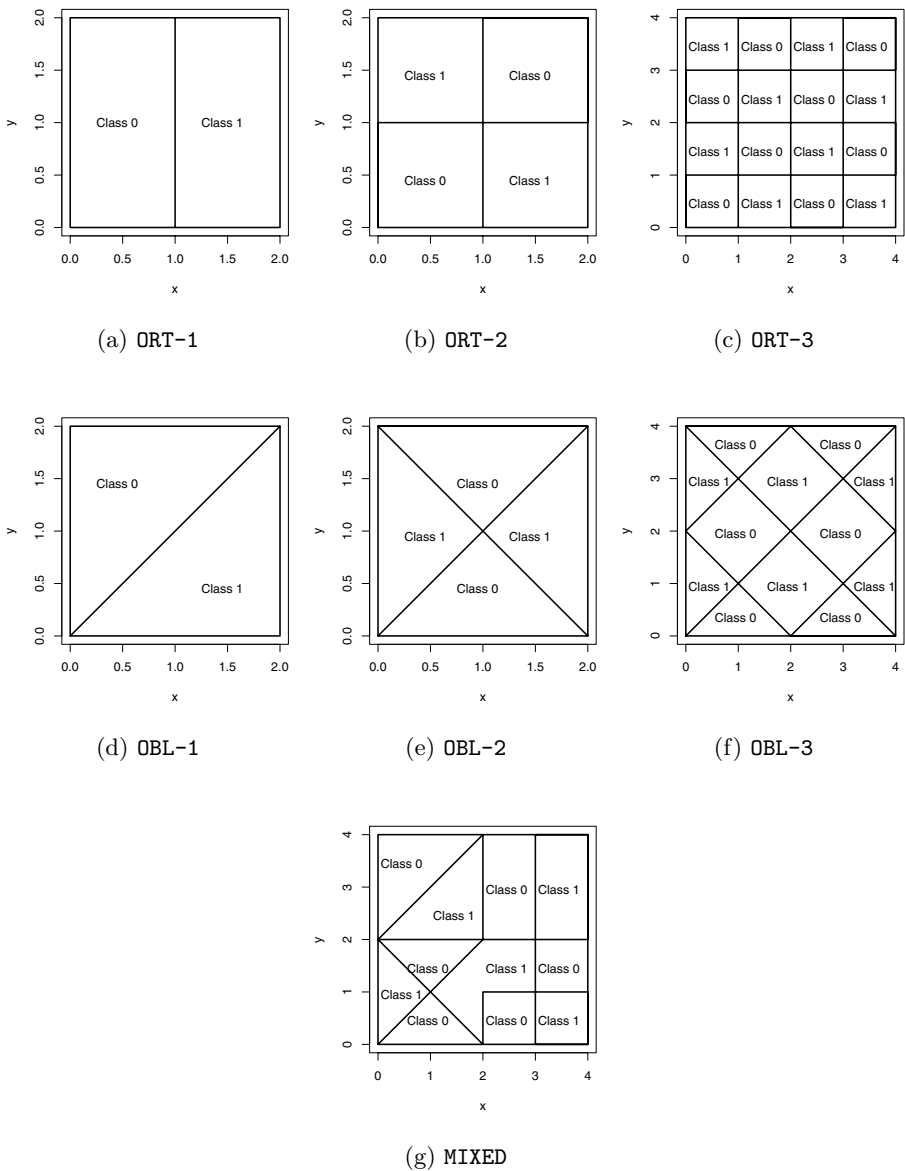 2.0
1.5
1.0
0.5
0.0
y
Class 0 Class 1
0.0 0.5 1.0 1.5 2.0
x
(a) ORT-1
2.0
1.5
1.0
0.5
0.0
y
Class 1 Class 0
Class 0 Class 1
0.0 0.5 1.0 1.5 2.0
x
(b) ORT-2
4
3
2
1
0
y
Class 1 Class 0 Class 1 Class 0
Class 0 Class 1 Class 0 Class 1
Class 1 Class 0 Class 1 Class 0
Class 0 Class 1 Class 0 Class 1
0 1 2 3 4
x
(c) ORT-3
2.0
1.5
1.0
0.5
0.0
y
Class 0
Class 1
0.0 0.5 1.0 1.5 2.0
x
(d) OBL-1
2.0
1.5
1.0
0.5
0.0
y
Class 0
Class 1 Class 1
Class 0
0.0 0.5 1.0 1.5 2.0
x
(e) OBL-2
4
3
2
1
0
y
Class 0 Class 0
Class 1 Class 1 Class 1
Class 0 Class 0
Class 1 Class 1 Class 1
Class 0 Class 0
0 1 2 3 4
x
(f) OBL-3
4
3
2
1
0
y
Class 0
Class 0 Class 1
Class 1
Class 0 Class 1 Class 0
Class 1
Class 0 Class 0 Class 1
0 1 2 3 4
x
(g) MIXED